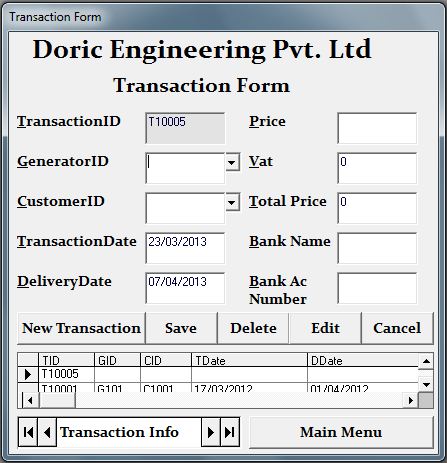 Transaction Form
Doric Engineering Pvt. Ltd
Transaction Form
TransactionID T10005 Price
GeneratorID Vat 0
CustomerID Total Price 0
TransactionDate 23/03/2013 Bank Name
DeliveryDate 07/04/2013 Bank Ac
Number
New Transaction Save Delete Edit Cancel
TID GID CID TDate DDate
T10005
T10001 G101 C1001 17/03/2012 01/04/2012
Transaction Info Main Menu